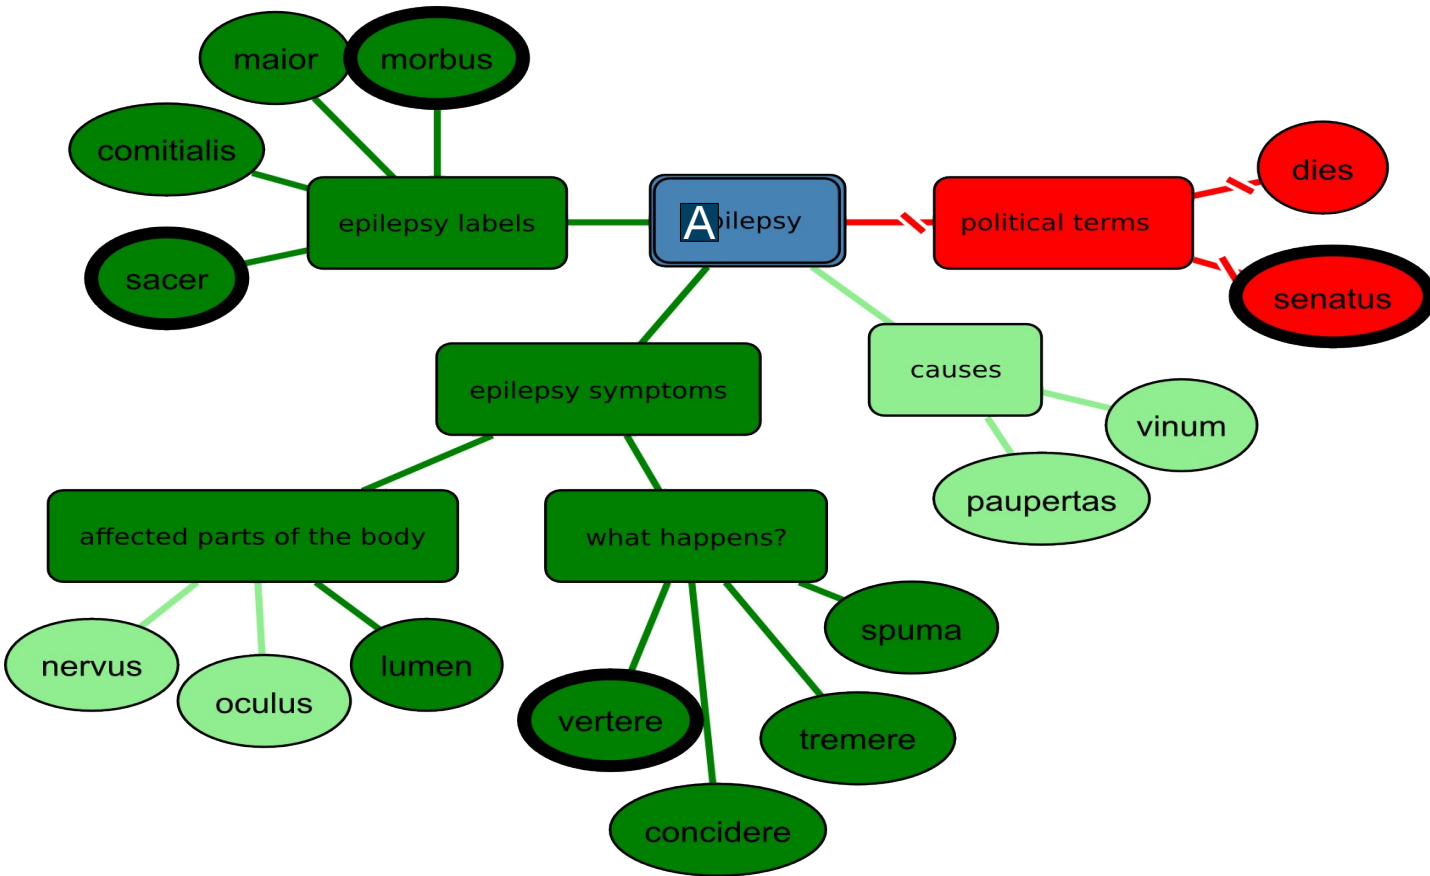 maior
morbus
comitialis
sacer
epilepsy labels
A
pilepsy
political terms
dies
senatus
epilepsy symptoms
causes
vinum
paupertas
affected parts of the body
what happens?
nervus
oculus
lumen
vertere
concidere
tremere
spuma